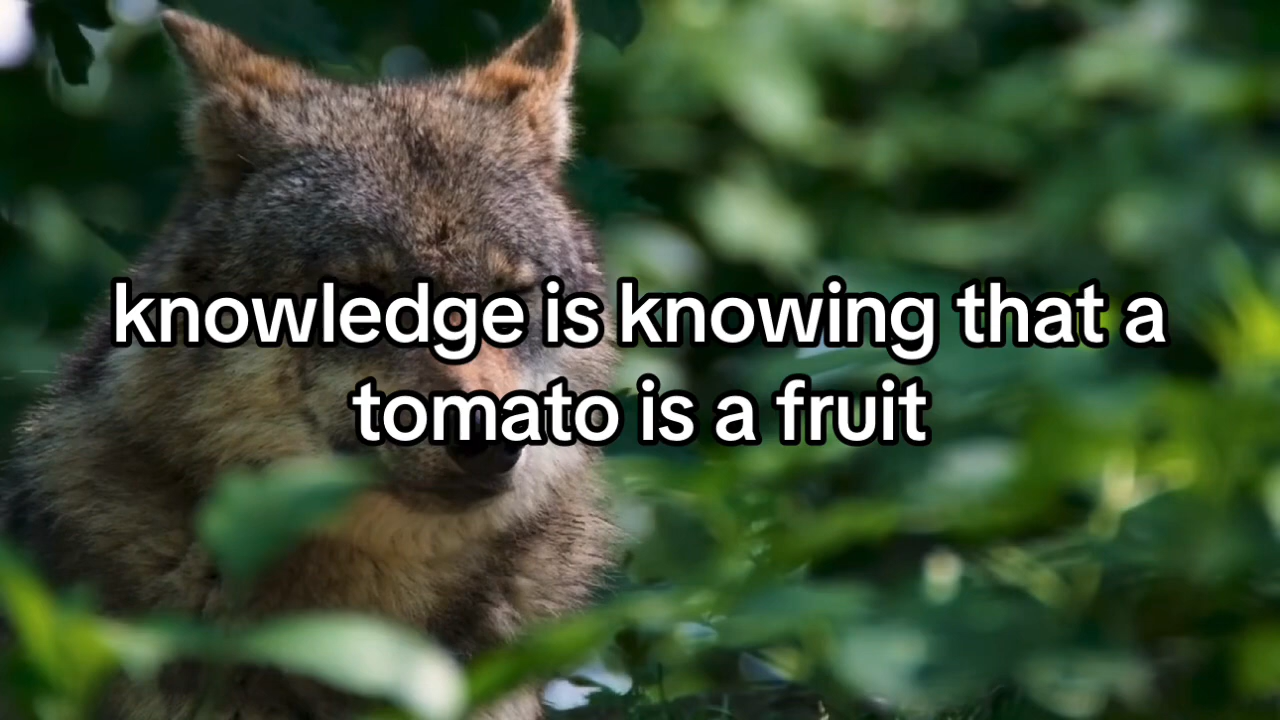 knowledge is knowing that a
tomato is a fruit